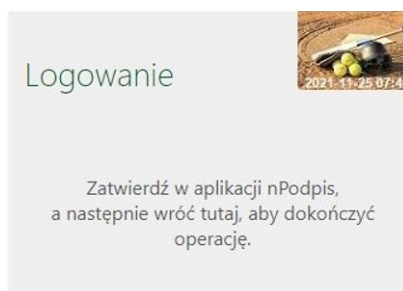 Logowanie
2021-11-25 07:4
Zatwierdź w aplikacji nPodpis,
a następnie wróć tutaj, aby dokończyć
operację.